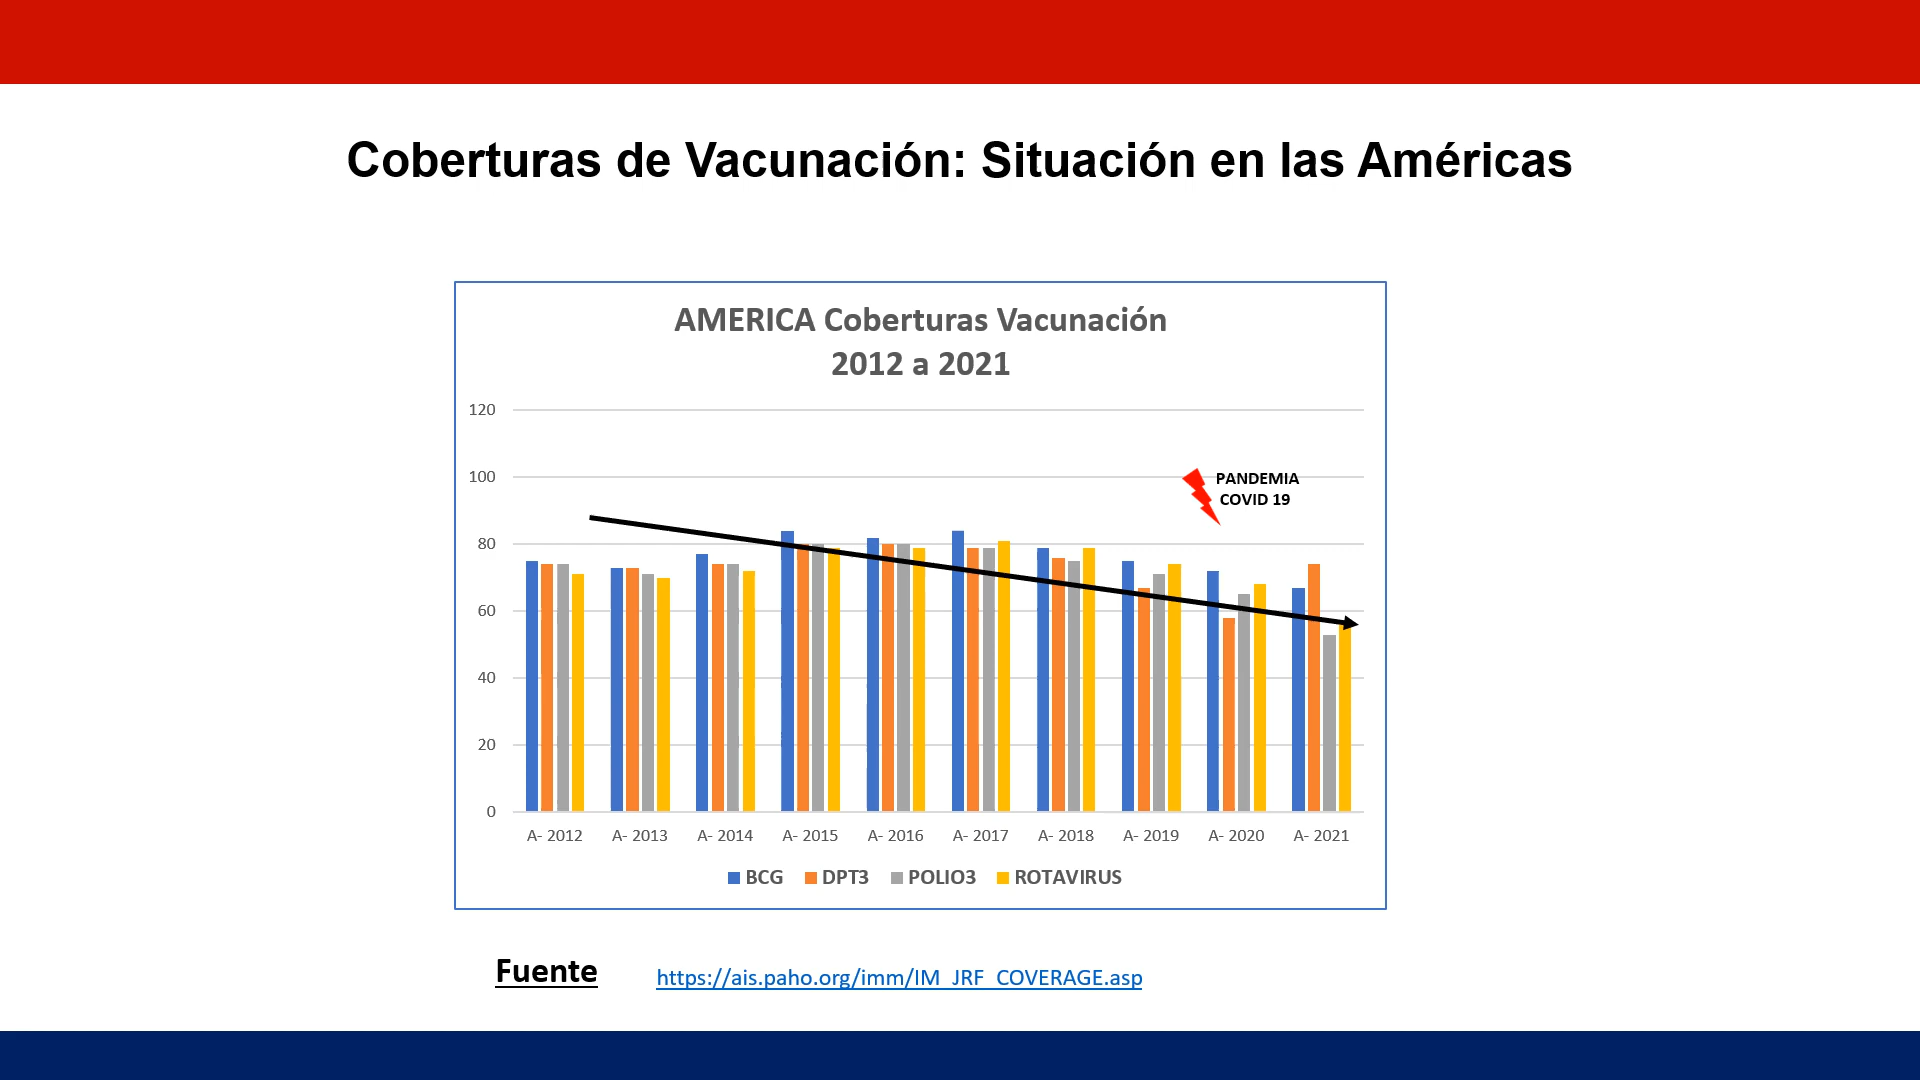 Coberturas de Vacunación: Situación en las Américas
AMERICA Coberturas Vacunación
2012 a 2021
120
100
80
60
40
20
0
PANDEMIA
COVID 19
A- 2012
A- 2013
A- 2014
A- 2015
A- 2016
A- 2017
A- 2018
A- 2019
A- 2020
A- 2021
BCG
DPT3
POLIO3
ROTAVIRUS
Fuente
https://ais.paho.org/imm/IM_JRF_COVERAGE.asp